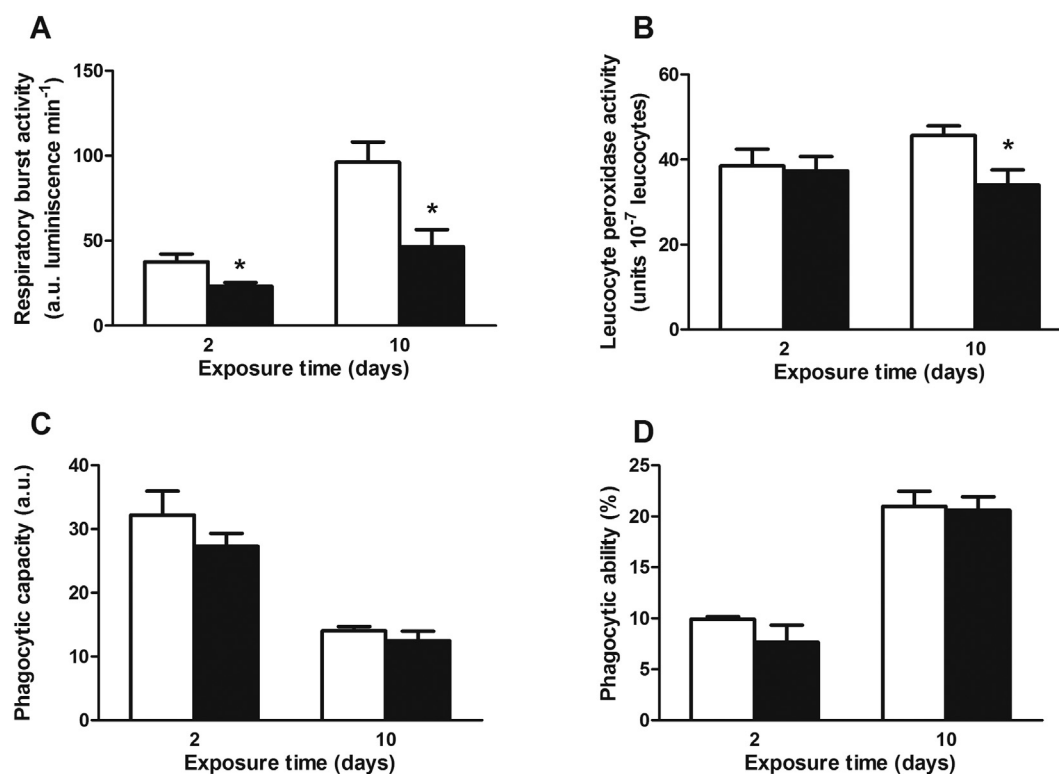 A
Respiratory burst activity
(a.u. luminiscence min⁻¹)
150
100
50
0
*
*
2
10
Exposure time (days)
B
Leucocyte peroxidase activity
(units 10⁻⁷ leucocytes)
60
40
20
0
*
2
10
Exposure time (days)
C
Phagocytic capacity (a.u.)
40
30
20
10
0
2
10
Exposure time (days)
D
Phagocytic ability (%)
25
20
15
10
5
0
2
10
Exposure time (days)